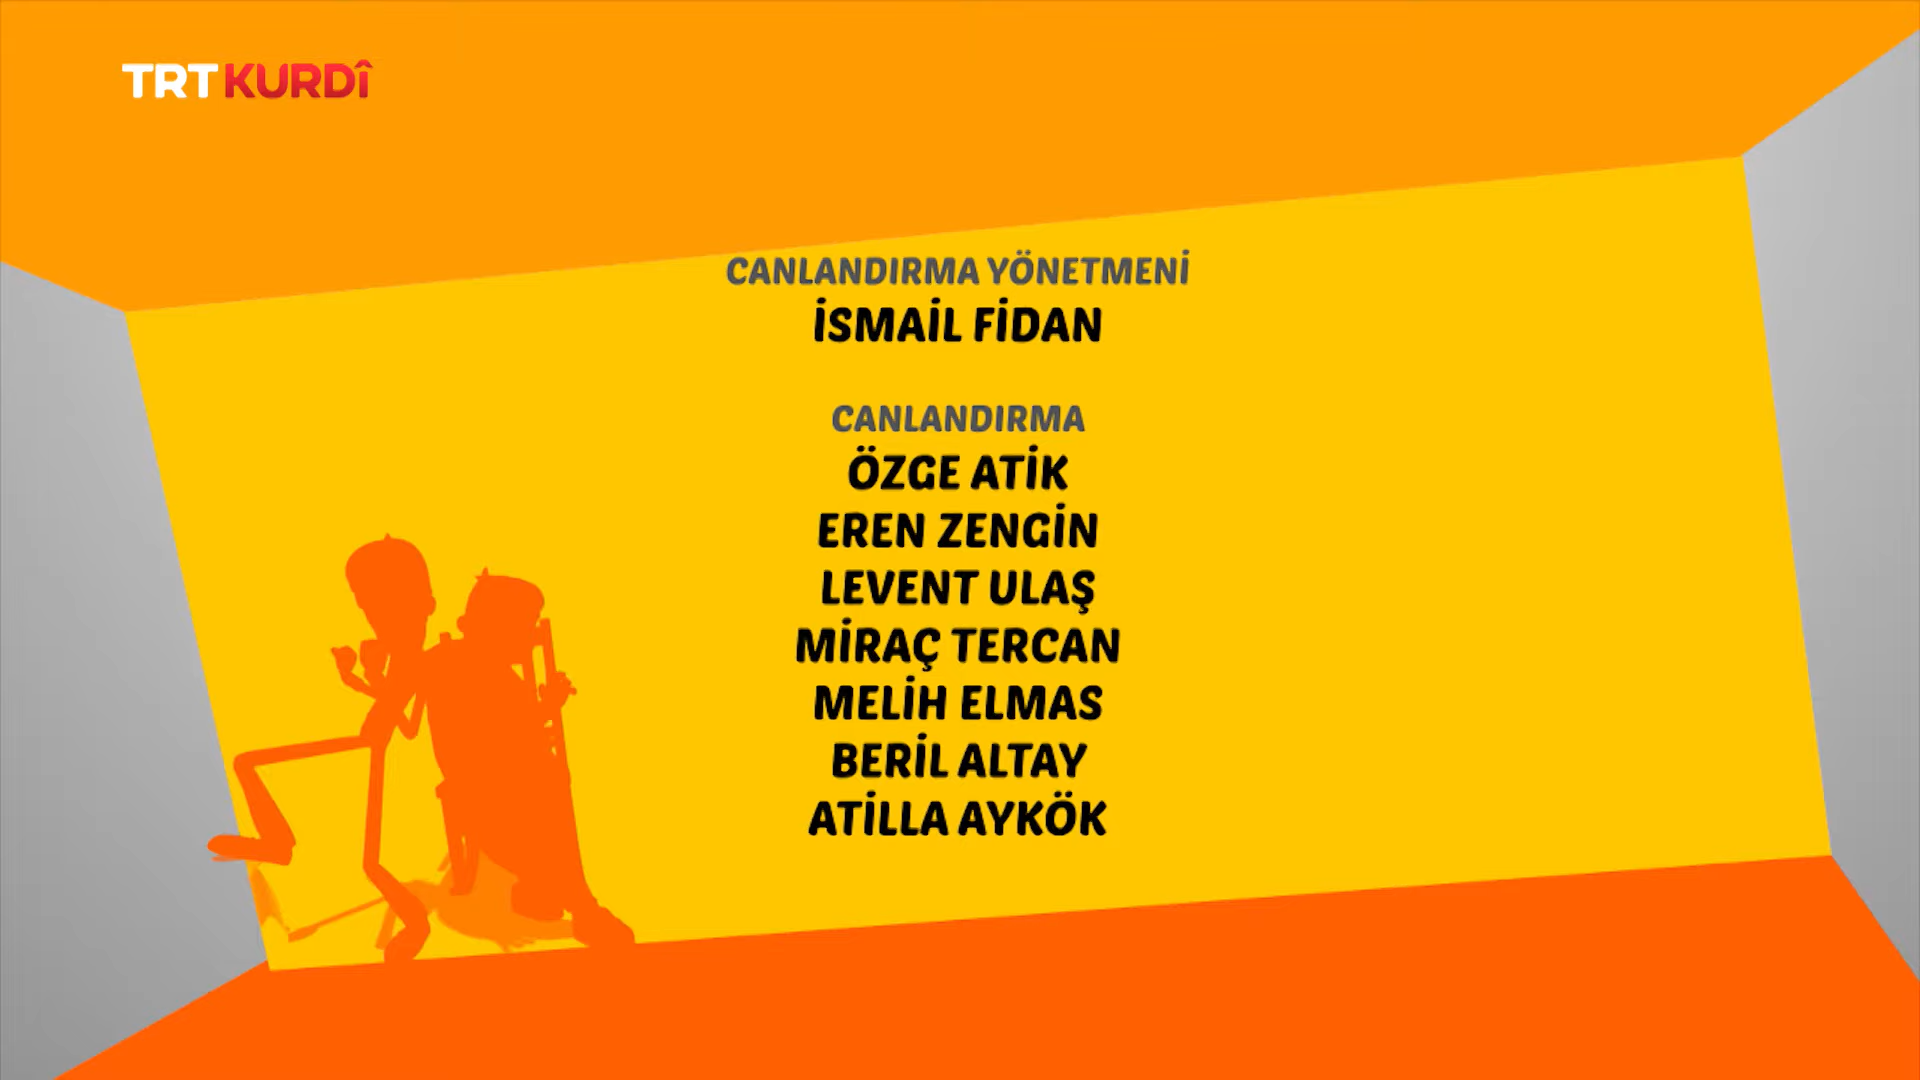 TRT KURDÎ
CANLANDIRMA YÖNETMENİ
İSMAİL FİDAN
CANLANDIRMA
ÖZGE ATİK
EREN ZENGİN
LEVENT ULAŞ
MİRAÇ TERCAN
MELİH ELMAS
BERİL ALTAY
ATİLLA AYKÖK